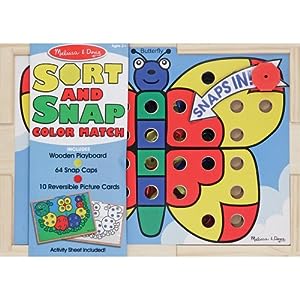 Melissa & Doug
Ages 3+
SORT
AND
SNAP
COLOR MATCH
INCLUDES
Wooden Playboard
64 Snap Caps
10 Reversible Picture Cards
Activity Sheet Included!
Butterfly
SNAPS IN!
Melissa & Doug